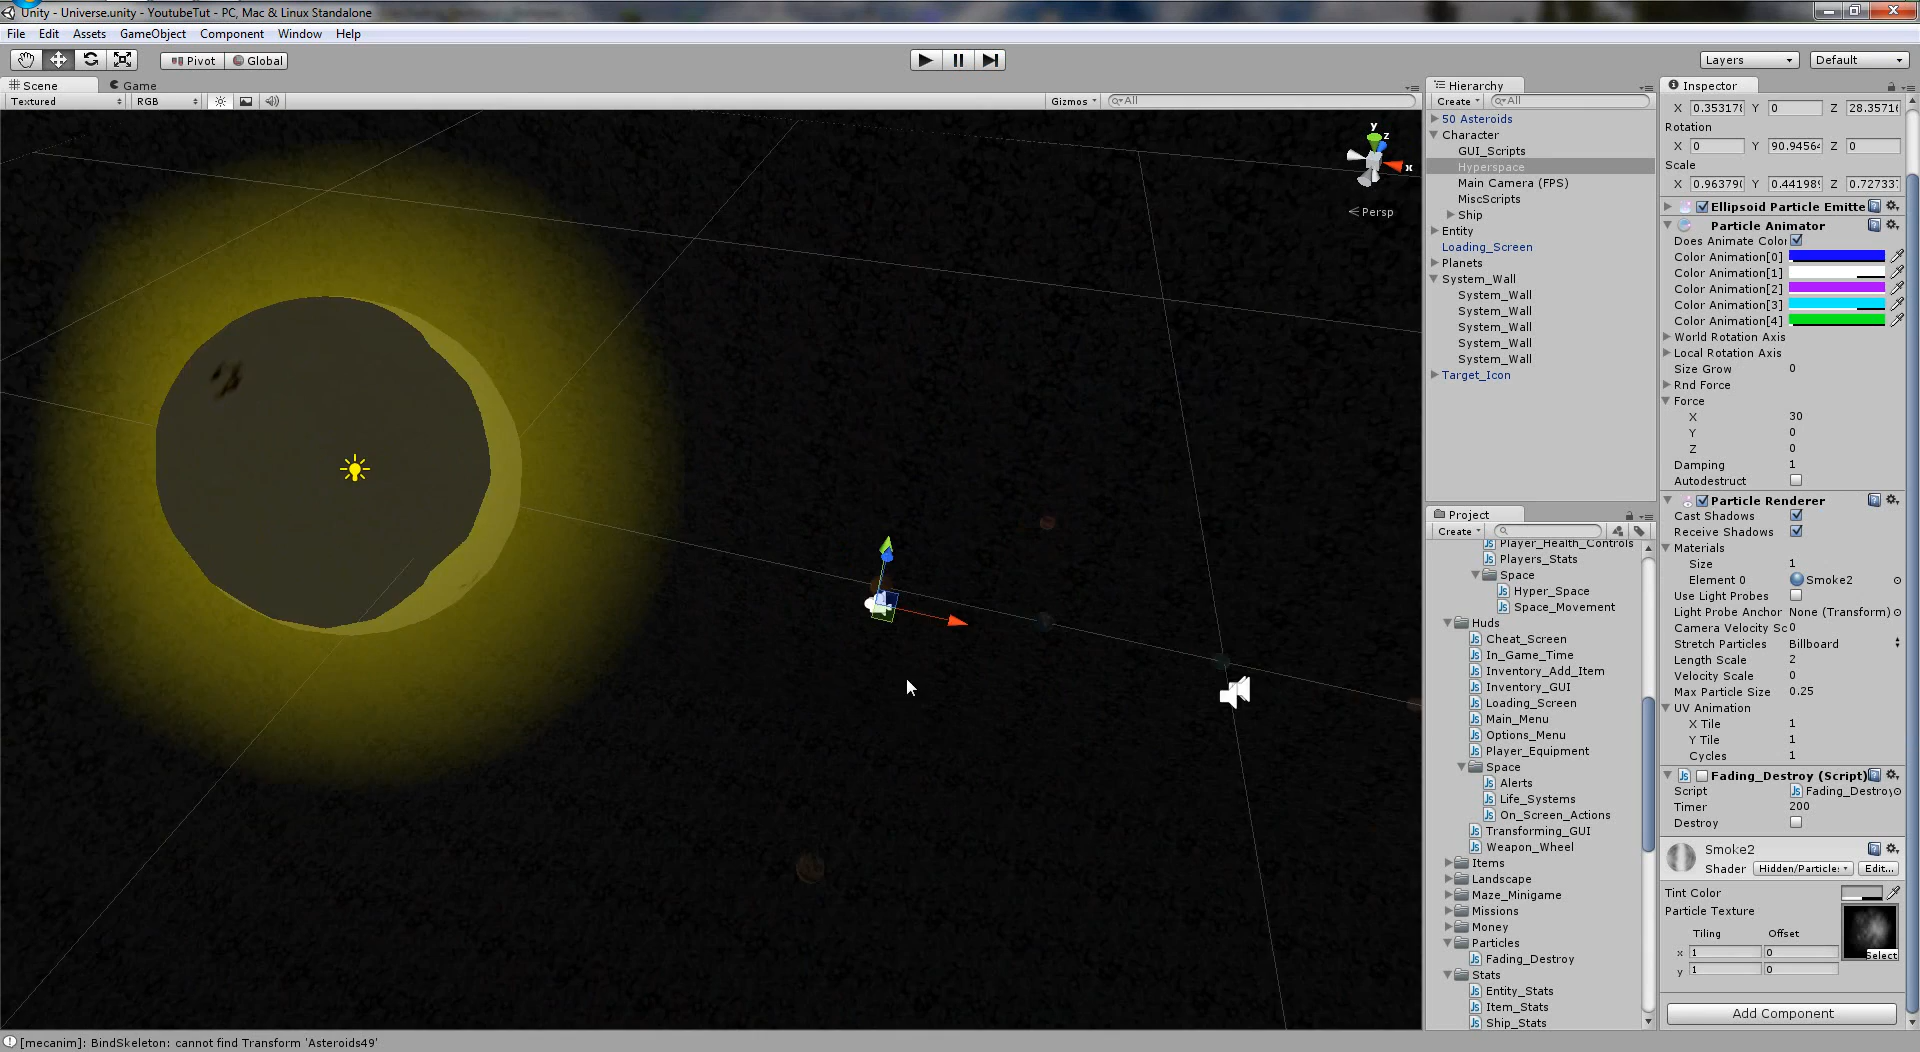 Unity - Universe.unity - YoutubeTut - PC, Mac & Linux Standalone
File Edit Assets GameObject Component Window Help
Pivot Global Layers Default
Scene Game
Textured RGB Gizmos All
y
z
x
Persp
Hierarchy
Create All
50 Asteroids
Character
GUI_Scripts
Hyperspace
Main Camera (FPS)
MiscScripts
Ship
Entity
Loading_Screen
Planets
System_Wall
System_Wall
System_Wall
System_Wall
System_Wall
System_Wall
Target_Icon
Project
Create
Player_Health_Controls
Players_Stats
Space
Hyper_Space
Space_Movement
Huds
Cheat_Screen
In_Game_Time
Inventory_Add_Item
Inventory_GUI
Loading_Screen
Main_Menu
Options_Menu
Player_Equipment
Space
Alerts
Life_Systems
On_Screen_Actions
Transforming_GUI
Weapon_Wheel
Items
Landscape
Maze_Minigame
Missions
Money
Particles
Fading_Destroy
Stats
Entity_Stats
Item_Stats
Ship_Stats
Inspector
X 0.35317 Y 0 Z 28.3571
Rotation
X 0 Y 90.9456 Z 0
Scale
X 0.96379 Y 0.44198 Z 0.72733
Ellipsoid Particle Emitte
Particle Animator
Does Animate Color
Color Animation[0]
Color Animation[1]
Color Animation[2]
Color Animation[3]
Color Animation[4]
World Rotation Axis
Local Rotation Axis
Size Grow 0
Rnd Force
Force
X 30
Y 0
Z 0
Damping 1
Autodestruct
Particle Renderer
Cast Shadows
Receive Shadows
Materials
Size 1
Element 0 Smoke2
Use Light Probes
Light Probe Anchor None (Transform)
Camera Velocity Sc 0
Stretch Particles Billboard
Length Scale 2
Velocity Scale 0
Max Particle Size 0.25
UV Animation
X Tile 1
Y Tile 1
Cycles 1
Fading_Destroy (Script)
Script Fading_Destroy
Timer 200
Destroy
Smoke2
Shader Hidden/Particle Edit...
Tint Color
Particle Texture
Tiling Offset
x 1 0
y 1 0
Select
Add Component
[mecanim]: BindSkeleton: cannot find Transform 'Asteroids49'